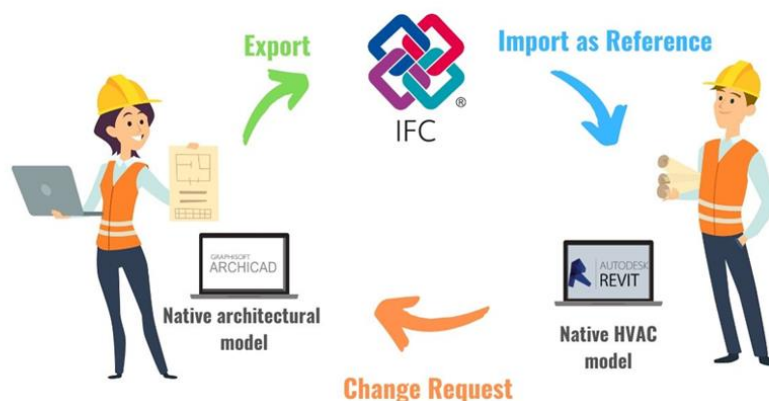 Export
Import as Reference
®
IFC
GRAPHISOFT
ARCHICAD
AUTODESK
REVIT
Native architectural
model
Native HVAC
model
Change Request